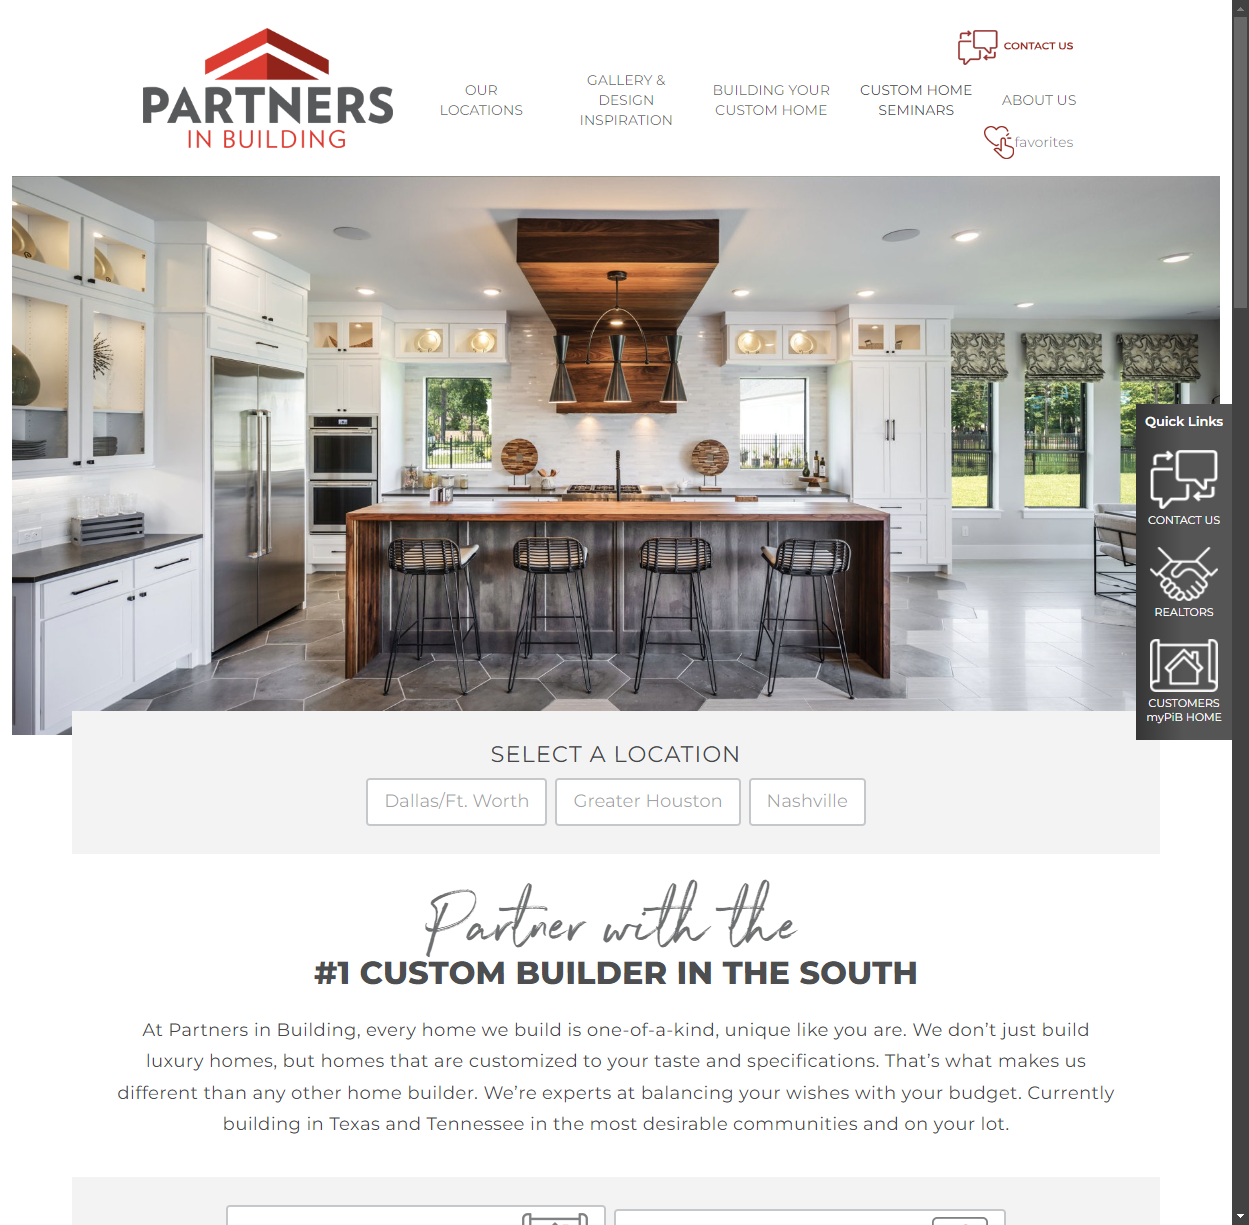 PARTNERS
IN BUILDING
CONTACT US
OUR
LOCATIONS
GALLERY &
DESIGN
INSPIRATION
BUILDING YOUR
CUSTOM HOME
CUSTOM HOME
SEMINARS
ABOUT US
favorites
Quick Links
CONTACT US
REALTORS
CUSTOMERS
myPiB HOME
SELECT A LOCATION
Dallas/Ft. Worth
Greater Houston
Nashville
Partner with the
#1 CUSTOM BUILDER IN THE SOUTH
At Partners in Building, every home we build is one-of-a-kind, unique like you are. We don’t just build
luxury homes, but homes that are customized to your taste and specifications. That’s what makes us
different than any other home builder. We’re experts at balancing your wishes with your budget. Currently
building in Texas and Tennessee in the most desirable communities and on your lot.